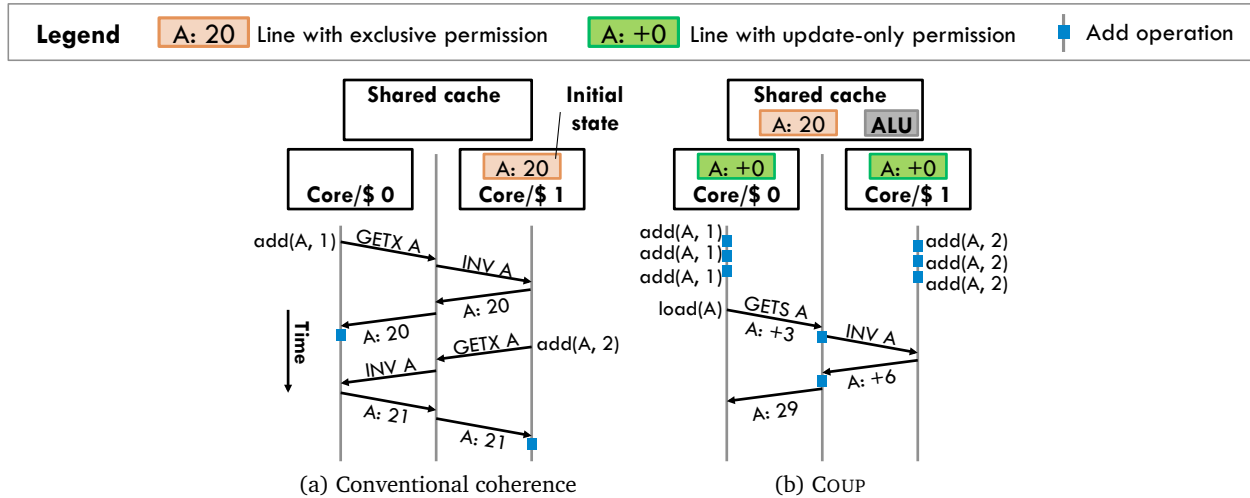 Legend
A: 20 Line with exclusive permission
A: +0 Line with update-only permission
Add operation
Shared cache
Initial
state
A: 20
Core/$ 0
Core/$ 1
add(A, 1)
GETX A
INV A
A: 20
A: 20
GETX A
add(A, 2)
INV A
A: 21
A: 21
Time
(a) Conventional coherence
Shared cache
A: 20
ALU
A: +0
Core/$ 0
A: +0
Core/$ 1
add(A, 1)
add(A, 1)
add(A, 1)
add(A, 2)
add(A, 2)
add(A, 2)
load(A)
GETS A
A: +3
INV A
A: +6
A: 29
(b) COUP